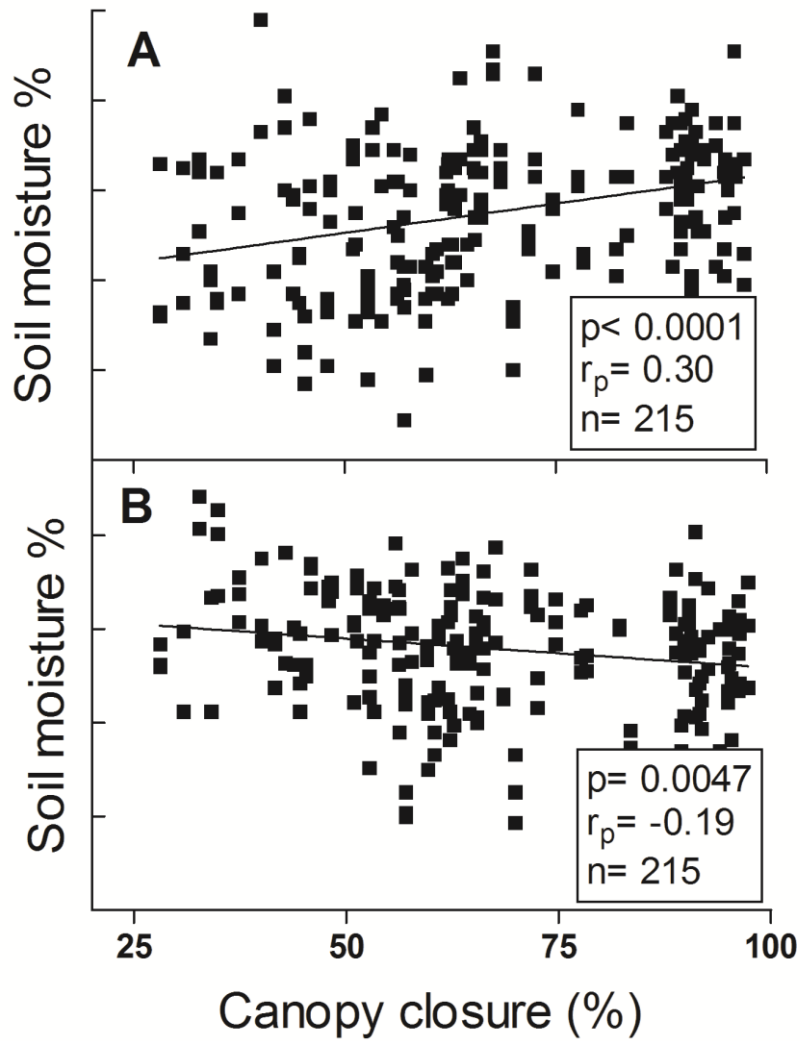 A
Soil moisture %
p< 0.0001
rp= 0.30
n= 215
B
Soil moisture %
p= 0.0047
rp= -0.19
n= 215
25 50 75 100
Canopy closure (%)